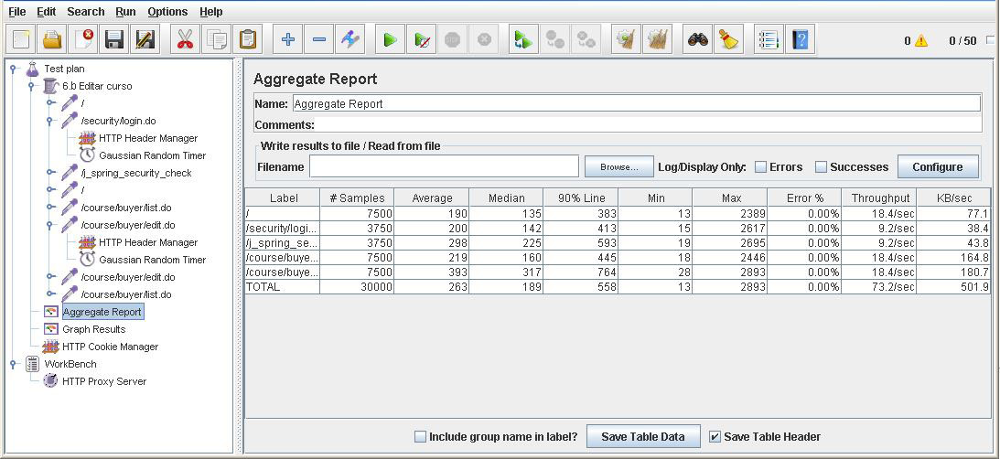 File Edit Search Run Options Help
0 0 / 50
Test plan
6.b Editar curso
/
/security/login.do
HTTP Header Manager
Gaussian Random Timer
/j_spring_security_check
/
/course/buyer/list.do
/course/buyer/edit.do
HTTP Header Manager
Gaussian Random Timer
/course/buyer/edit.do
/course/buyer/list.do
Aggregate Report
Graph Results
HTTP Cookie Manager
WorkBench
HTTP Proxy Server
Aggregate Report
Name: Aggregate Report
Comments:
Write results to file / Read from file
Filename Browse... Log/Display Only: Errors Successes Configure
Label # Samples Average Median 90% Line Min Max Error % Throughput KB/sec
/ 7500 190 135 383 13 2389 0.00% 18.4/sec 77.1
/security/logi... 3750 200 142 413 15 2617 0.00% 9.2/sec 38.4
/j_spring_se... 3750 298 225 593 19 2695 0.00% 9.2/sec 43.8
/course/buye... 7500 219 160 445 18 2446 0.00% 18.4/sec 164.8
/course/buye... 7500 393 317 764 28 2893 0.00% 18.4/sec 180.7
TOTAL 30000 263 189 558 13 2893 0.00% 73.2/sec 501.9
Include group name in label? Save Table Data Save Table Header